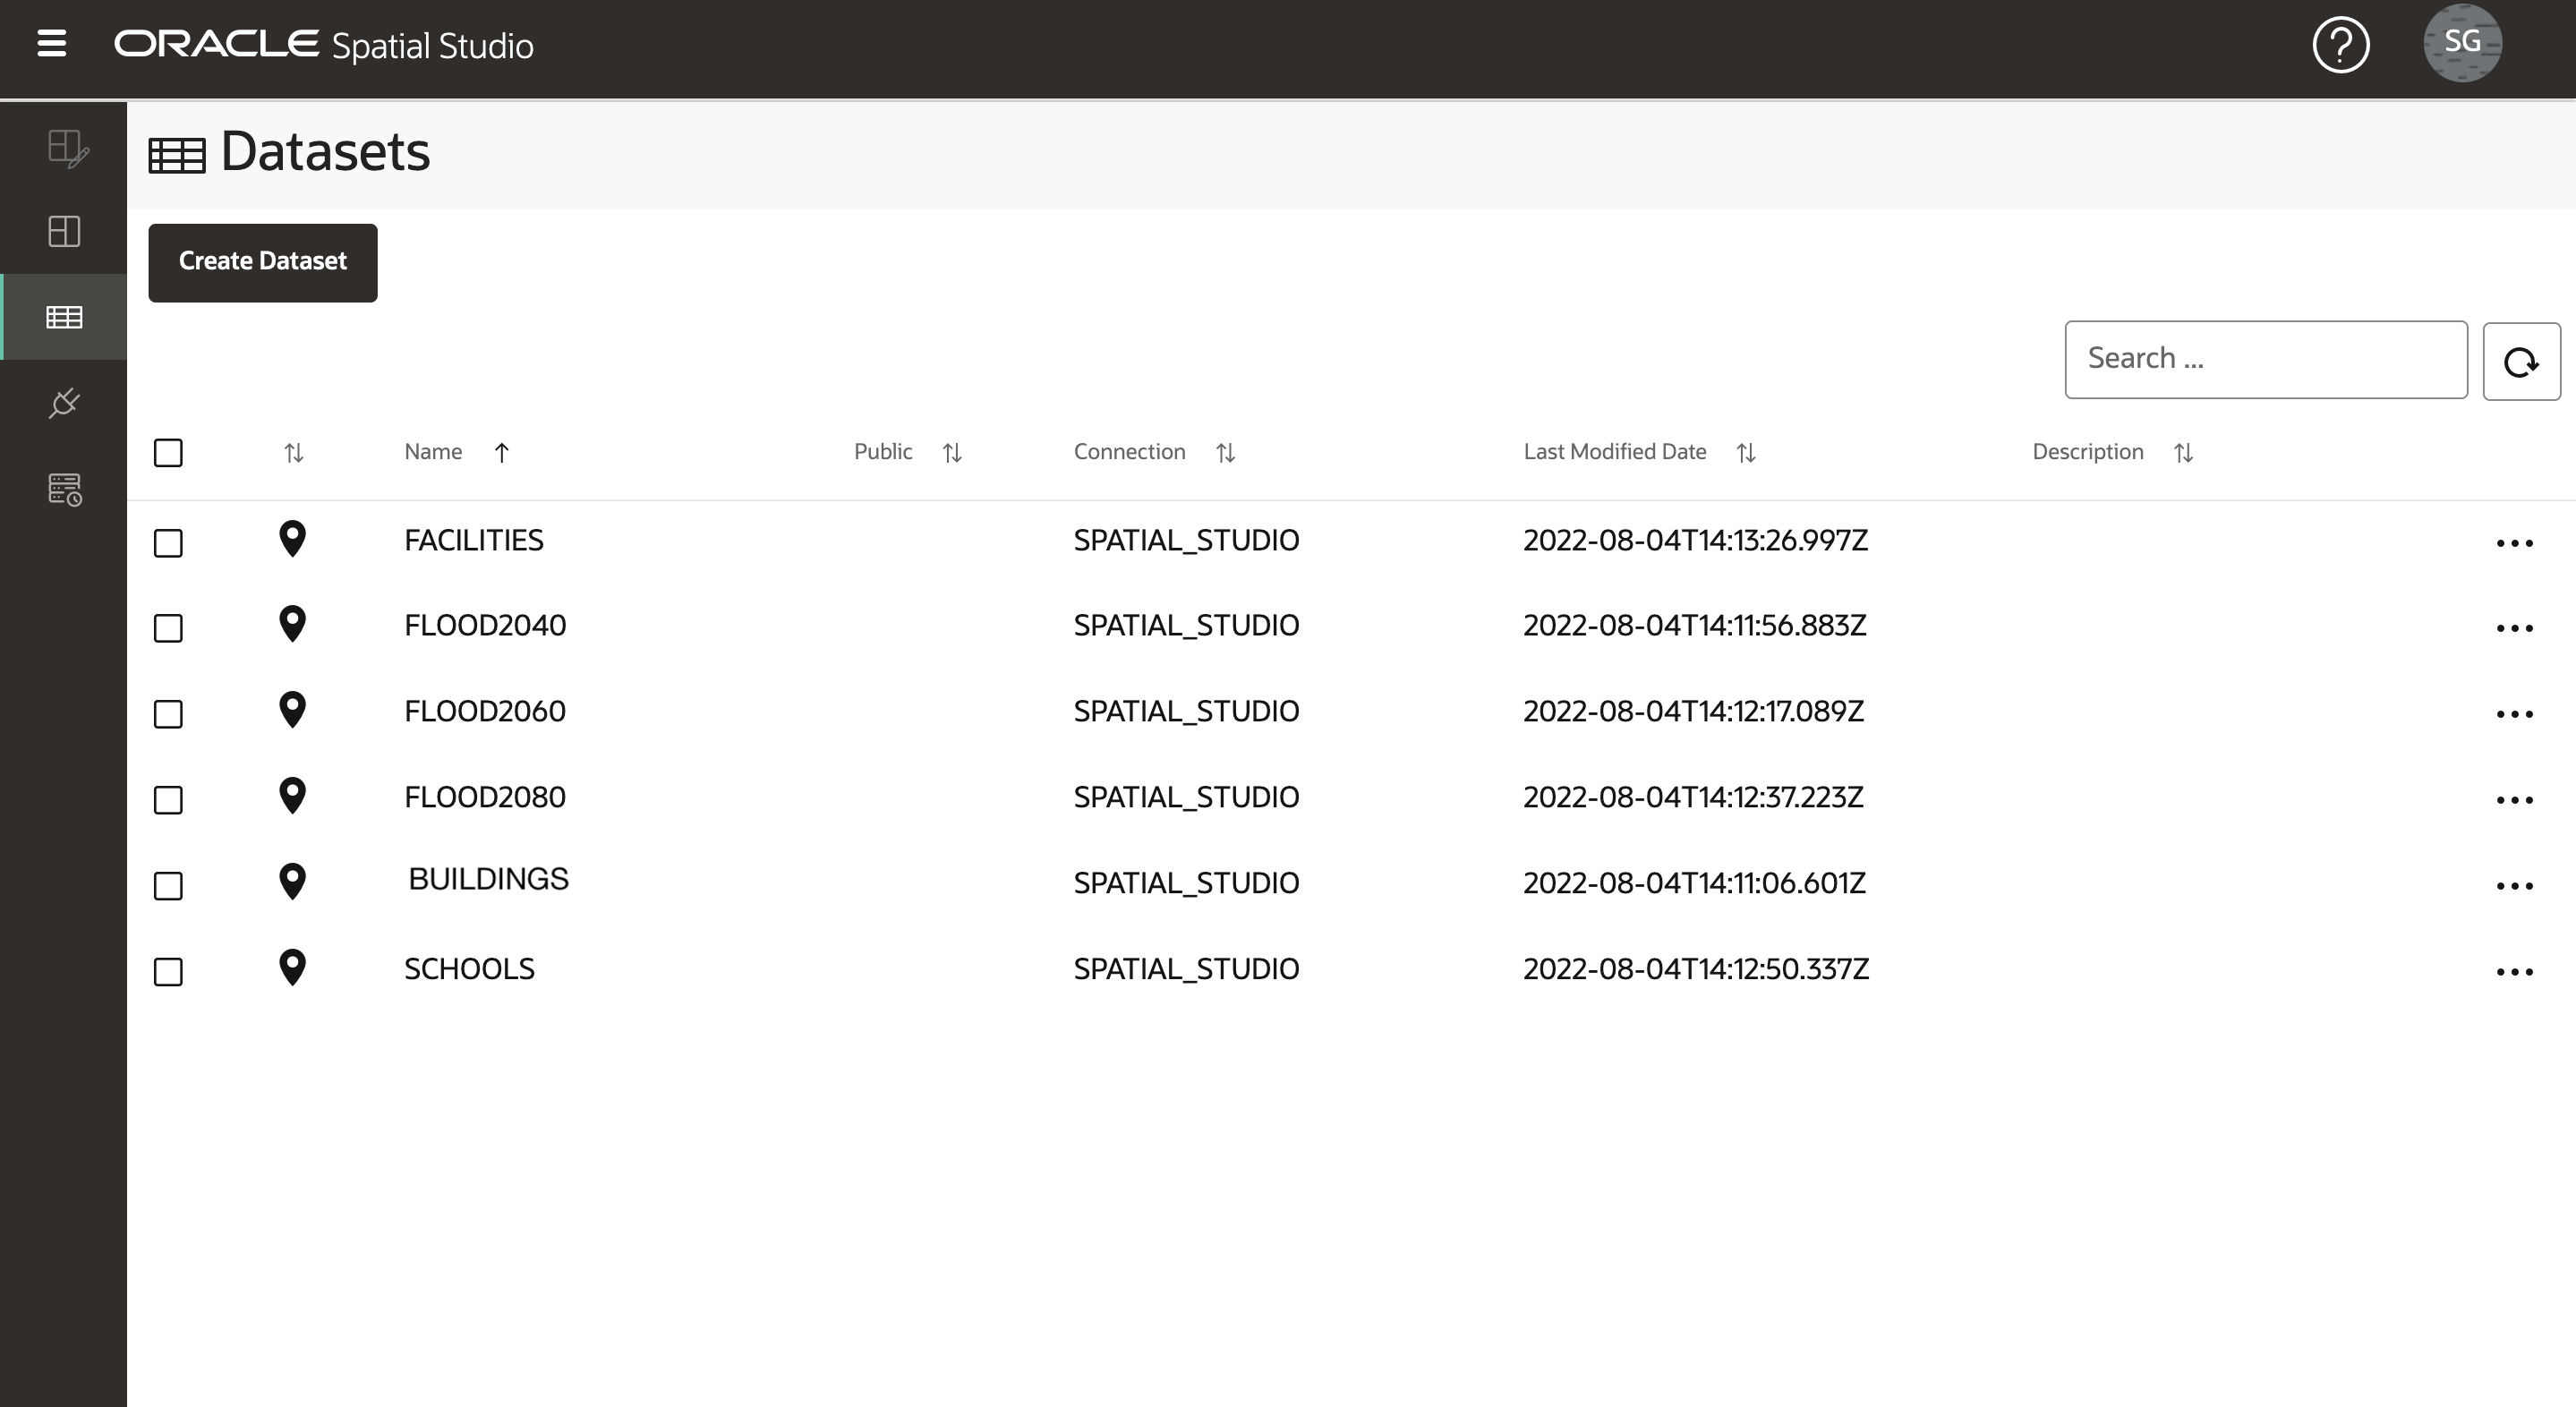 ORACLE Spatial Studio
SG
Datasets
Create Dataset
Search ...
Name Public Connection Last Modified Date Description
FACILITIES SPATIAL_STUDIO 2022-08-04T14:13:26.997Z
FLOOD2040 SPATIAL_STUDIO 2022-08-04T14:11:56.883Z
FLOOD2060 SPATIAL_STUDIO 2022-08-04T14:12:17.089Z
FLOOD2080 SPATIAL_STUDIO 2022-08-04T14:12:37.223Z
BUILDINGS SPATIAL_STUDIO 2022-08-04T14:11:06.601Z
SCHOOLS SPATIAL_STUDIO 2022-08-04T14:12:50.337Z